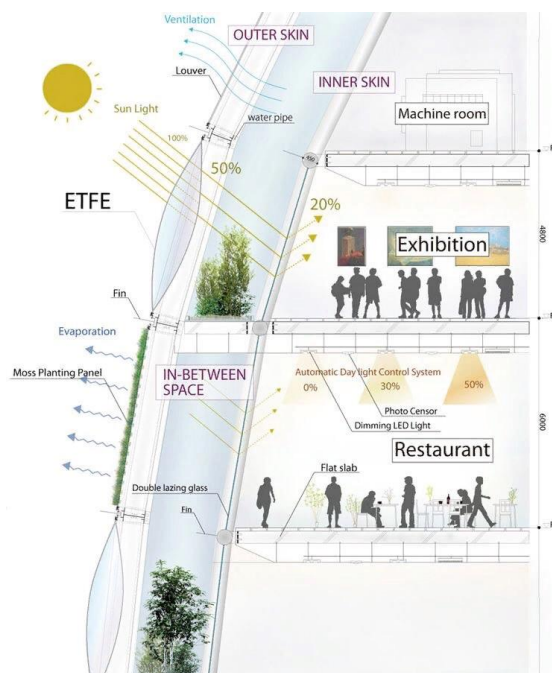 Ventilation
OUTER SKIN
Louver
INNER SKIN
Sun Light
water pipe
Machine room
100%
50%
ETFE
20%
Exhibition
4800
Fin
Evaporation
IN-BETWEEN
SPACE
Moss Planting Panel
Automatic Day light Control System
0%
30%
50%
Photo Censor
Dimming LED Light
6000
Restaurant
Flat slab
Double lazing glass
Fin